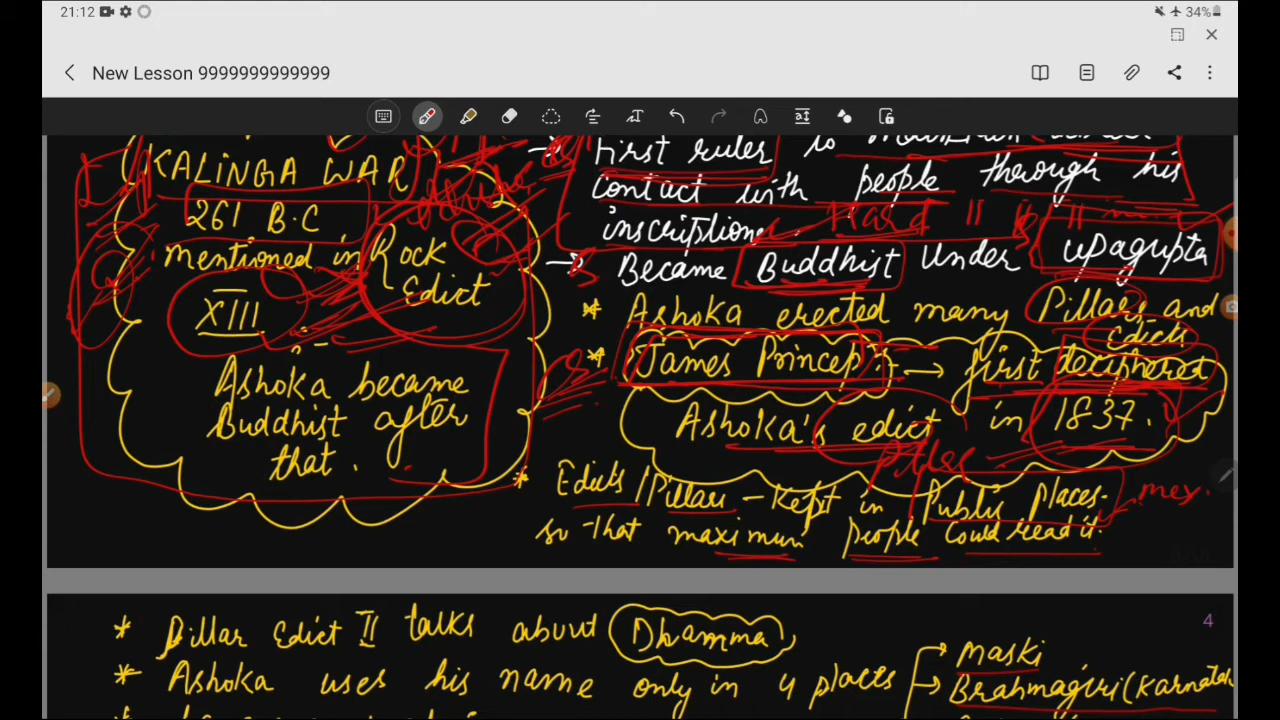 21:12
34%
New Lesson 9999999999999
KALINGA WAR
261 B.C
mentioned in Rock
Edict
XIII
Ashoka became
Buddhist after
that.
→ First ruler to
contact with people through his
inscriptions.
→ Became Buddhist Under upagupta
* Ashoka erected many Pillars and
Edicts
* James Princep :→ first deciphered
Ashoka's edict in 1837.
* Edicts/Pillar - Kept in Public Places.
so that maximum people could read it.
4
* Pillar Edict II talks about Dhamma
* Ashoka uses his name only in 4 places → Maski
→ Brahmagiri (Karnatak